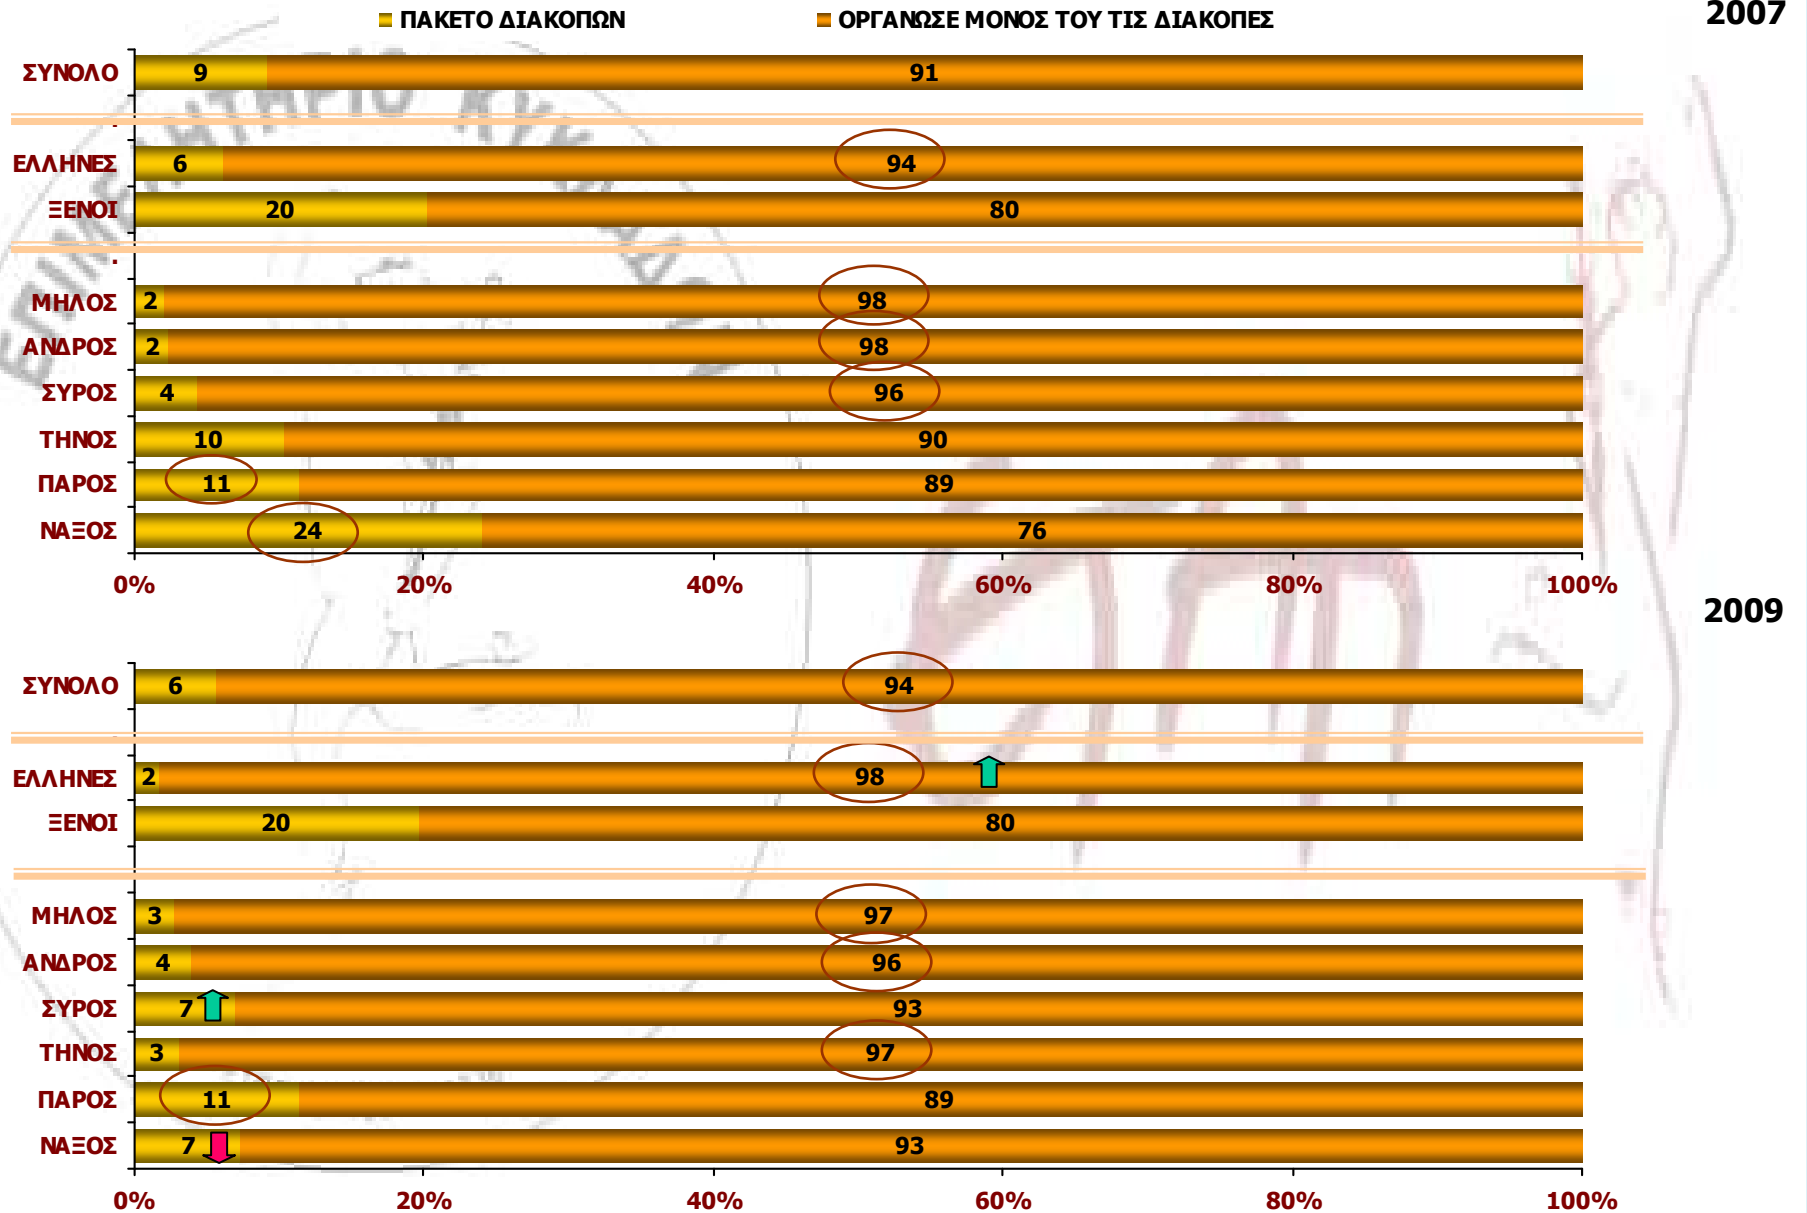 ΠΑΚΕΤΟ ΔΙΑΚΟΠΩΝ ΟΡΓΑΝΩΣΕ ΜΟΝΟΣ ΤΟΥ ΤΙΣ ΔΙΑΚΟΠΕΣ 2007
ΣΥΝΟΛΟ 9 91
ΕΛΛΗΝΕΣ 6 94
ΞΕΝΟΙ 20 80
ΜΗΛΟΣ 2 98
ΑΝΔΡΟΣ 2 98
ΣΥΡΟΣ 4 96
ΤΗΝΟΣ 10 90
ΠΑΡΟΣ 11 89
ΝΑΞΟΣ 24 76
0% 20% 40% 60% 80% 100%
2009
ΣΥΝΟΛΟ 6 94
ΕΛΛΗΝΕΣ 2 98
ΞΕΝΟΙ 20 80
ΜΗΛΟΣ 3 97
ΑΝΔΡΟΣ 4 96
ΣΥΡΟΣ 7 93
ΤΗΝΟΣ 3 97
ΠΑΡΟΣ 11 89
ΝΑΞΟΣ 7 93
0% 20% 40% 60% 80% 100%